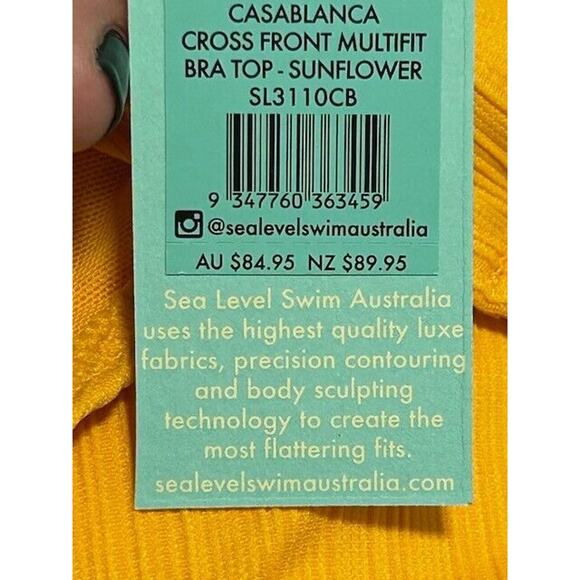 CASABLANCA
CROSS FRONT MULTIFIT
BRA TOP - SUNFLOWER
SL3110CB
9 347760 363459
@sealevelswimaustralia
AU $84.95 NZ $89.95
Sea Level Swim Australia
uses the highest quality luxe
fabrics, precision contouring
and body sculpting
technology to create the
most flattering fits.
sealevelswimaustralia.com